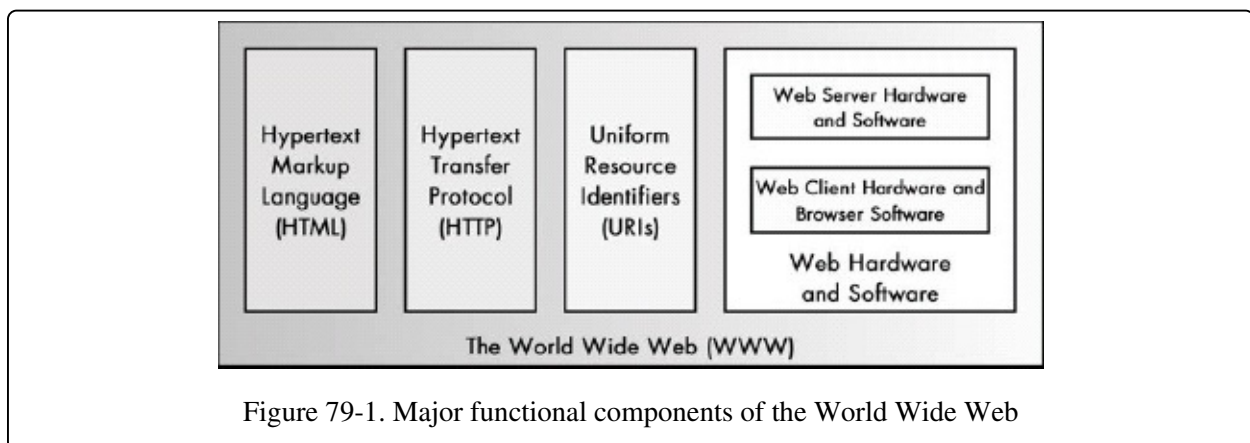 Hypertext
Markup
Language
(HTML)
Hypertext
Transfer
Protocol
(HTTP)
Uniform
Resource
Identifiers
(URIs)
Web Server Hardware
and Software
Web Client Hardware and
Browser Software
Web Hardware
and Software
The World Wide Web (WWW)
Figure 79-1. Major functional components of the World Wide Web